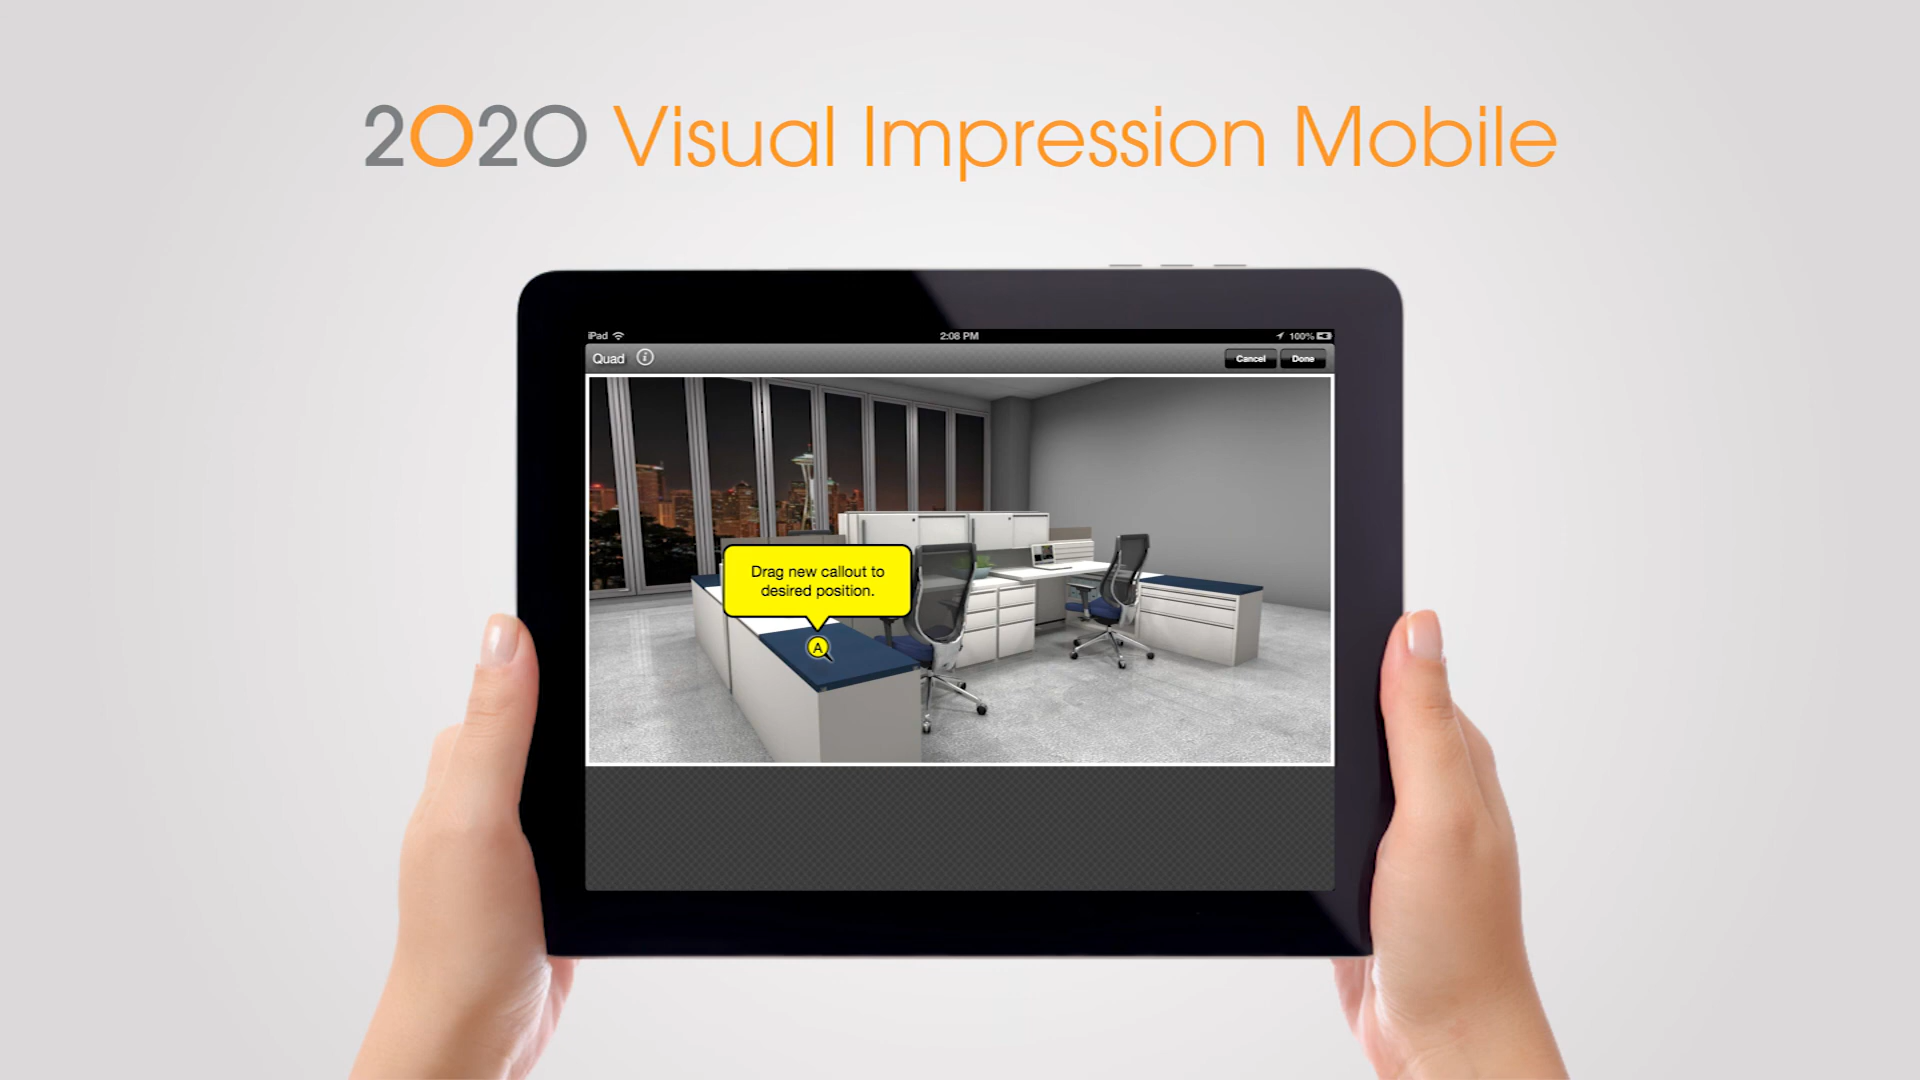 2020 Visual Impression Mobile
iPad 2:08 PM 100%
Quad i Cancel Done
Drag new callout to
desired position.
A